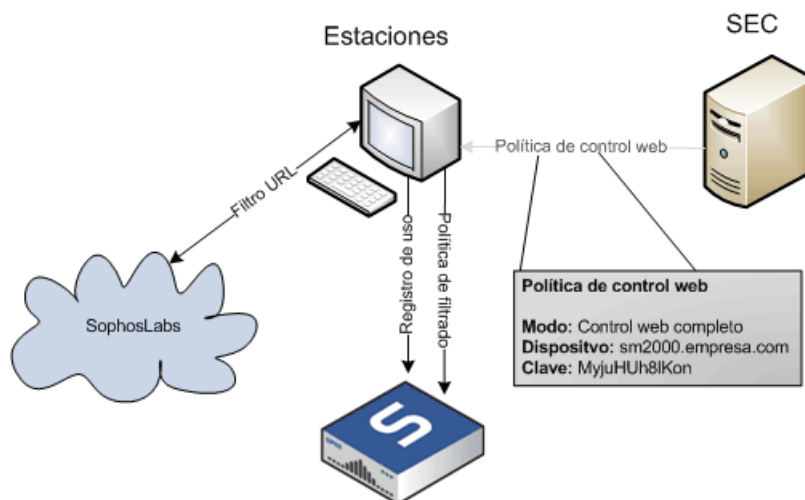 SEC
Estaciones
Política de control web
Filtro URL
Registro de uso
Política de filtrado
SophosLabs
Política de control web
Modo: Control web completo
Dispositvo: sm2000.empresa.com
Clave: MyjuHUh8lKon
S